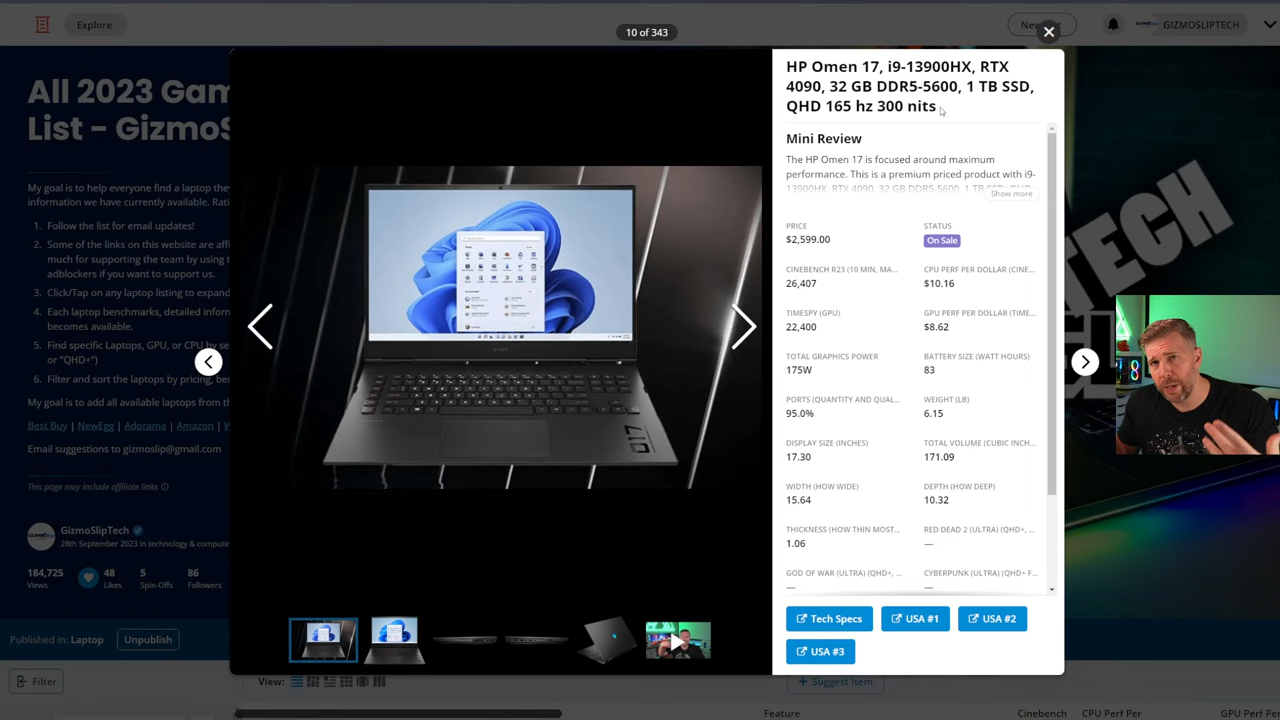 Explore
10 of 343
New
GIZMOSLIPTECH
All 2023 Gam
List – GizmoS
My goal is to help everyone find a laptop they
information we have currently available. Rati
1. Follow the list for email updates!
2. Some of the links on this website are affi
much for supporting the team by using t
adblockers if you want to support us.
3. Click/Tap on any laptop listing to expand
4. Each laptop benchmarks, detailed inform
becomes available.
5. Find specific Laptops, GPU, or CPU by se
or "QHD+")
6. Filter and sort the laptops by pricing, ben
My goal is to add all available laptops from th
Best Buy | NewEgg | Adorama | Amazon | W
Email suggestions to gizmoslip@gmail.com
This page may include affiliate links
GizmoSlipTech
28th September 2023 in technology & computin
184,725
Views
48
Likes
5
Spin-Offs
86
Followers
Published in: Laptop
Unpublish
Filter
View:
+ Suggest Item
Feature
Cinebench
CPU Perf Per
GPU Perf Per
HP Omen 17, i9-13900HX, RTX
4090, 32 GB DDR5-5600, 1 TB SSD,
QHD 165 hz 300 nits
Mini Review
The HP Omen 17 is focused around maximum
performance. This is a premium priced product with i9-
13900HX, RTX 4090, 32 GB DDR5-5600, 1 TB SSD, QHD
Show more
PRICE
$2,599.00
STATUS
On Sale
CINEBENCH R23 (10 MIN, MA...
26,407
CPU PERF PER DOLLAR (CINE...
$10.16
TIMESPY (GPU)
22,400
GPU PERF PER DOLLAR (TIME...
$8.62
TOTAL GRAPHICS POWER
175W
BATTERY SIZE (WATT HOURS)
83
PORTS (QUANTITY AND QUAL...
95.0%
WEIGHT (LB)
6.15
DISPLAY SIZE (INCHES)
17.30
TOTAL VOLUME (CUBIC INCH...
171.09
WIDTH (HOW WIDE)
15.64
DEPTH (HOW DEEP)
10.32
THICKNESS (HOW THIN MOST...
1.06
RED DEAD 2 (ULTRA) (QHD+, ...
—
GOD OF WAR (ULTRA) (QHD+, ...
—
CYBERPUNK (ULTRA) (QHD+ F...
—
Tech Specs
USA #1
USA #2
USA #3
TECH